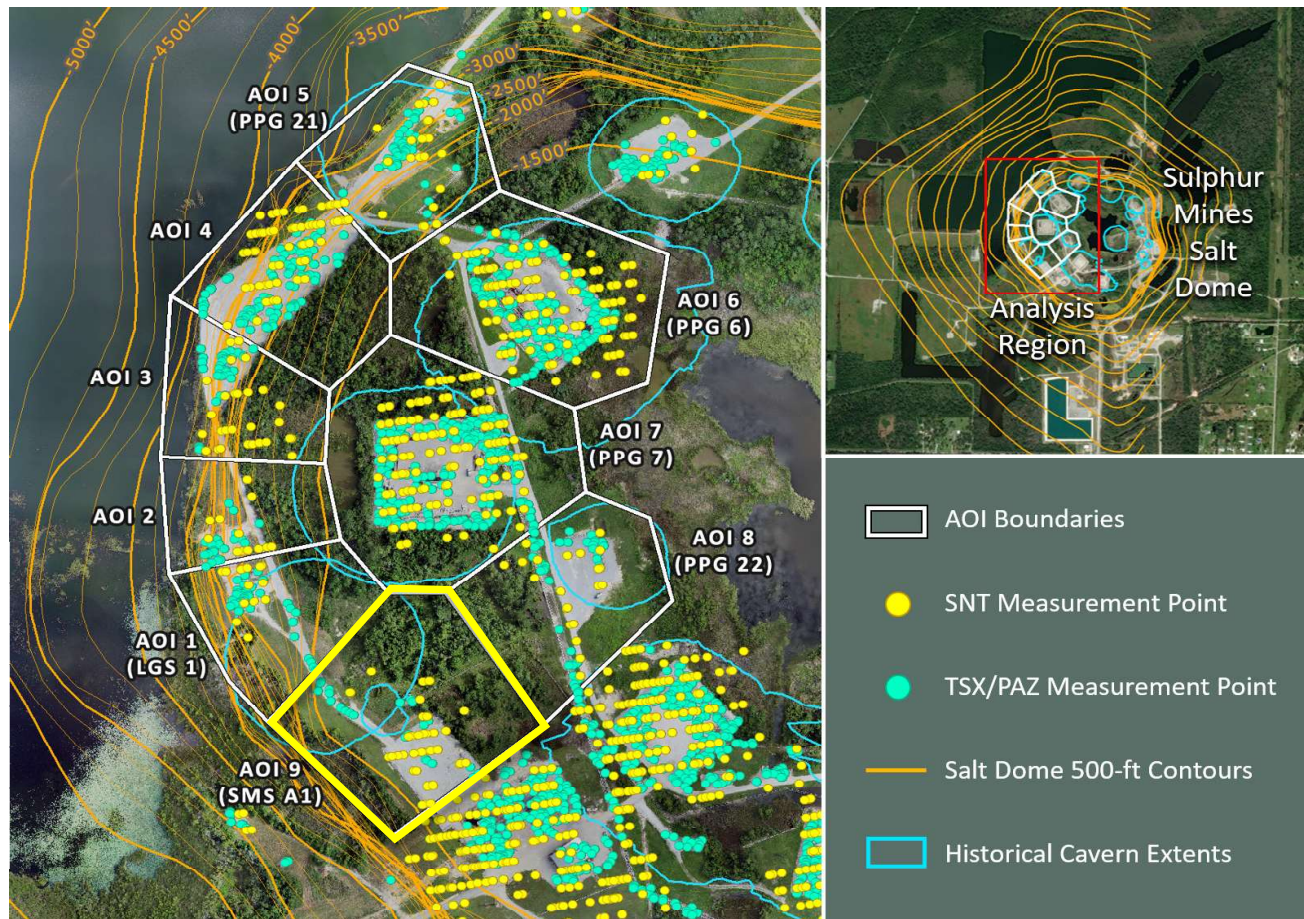 -5000'
-4500'
-4000'
-3500'
-3000'
-2500'
-2000'
-1500'
AOI 5
(PPG 21)
AOI 4
AOI 3
AOI 2
AOI 1
(LGS 1)
AOI 9
(SMS A1)
AOI 6
(PPG 6)
AOI 7
(PPG 7)
AOI 8
(PPG 22)
Sulphur
Mines
Salt
Dome
Analysis
Region
AOI Boundaries
SNT Measurement Point
TSX/PAZ Measurement Point
Salt Dome 500-ft Contours
Historical Cavern Extents